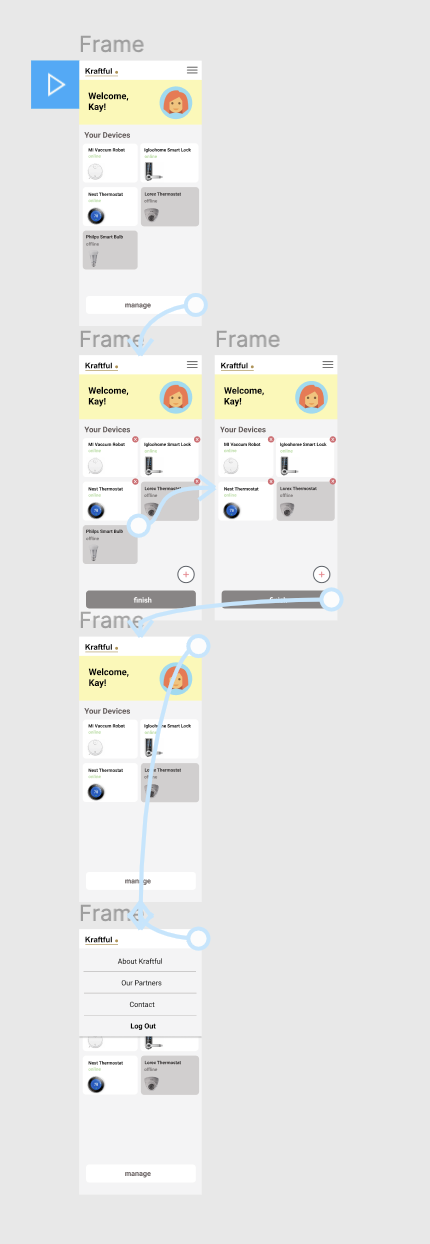 Frame
Kraftful
Welcome,
Kay!
Your Devices
Mi Vaccum Robot
online
Igloohome Smart Lock
online
Nest Thermostat
online
Lorex Thermostat
offline
Philps Smart Bulb
offline
manage
Frame
Frame
Kraftful
Welcome,
Kay!
Your Devices
Mi Vaccum Robot
online
Igloohome Smart Lock
online
Nest Thermostat
online
Lorex Thermostat
offline
Philps Smart Bulb
offline
finish
Kraftful
Welcome,
Kay!
Your Devices
Mi Vaccum Robot
online
Igloohome Smart Lock
online
Nest Thermostat
online
Lorex Thermostat
offline
finish
Frame
Kraftful
Welcome,
Kay!
Your Devices
Mi Vaccum Robot
online
Igloohome Smart Lock
online
Nest Thermostat
online
Lorex Thermostat
offline
manage
Frame
Kraftful
About Kraftful
Our Partners
Contact
Log Out
Nest Thermostat
online
Lorex Thermostat
offline
manage